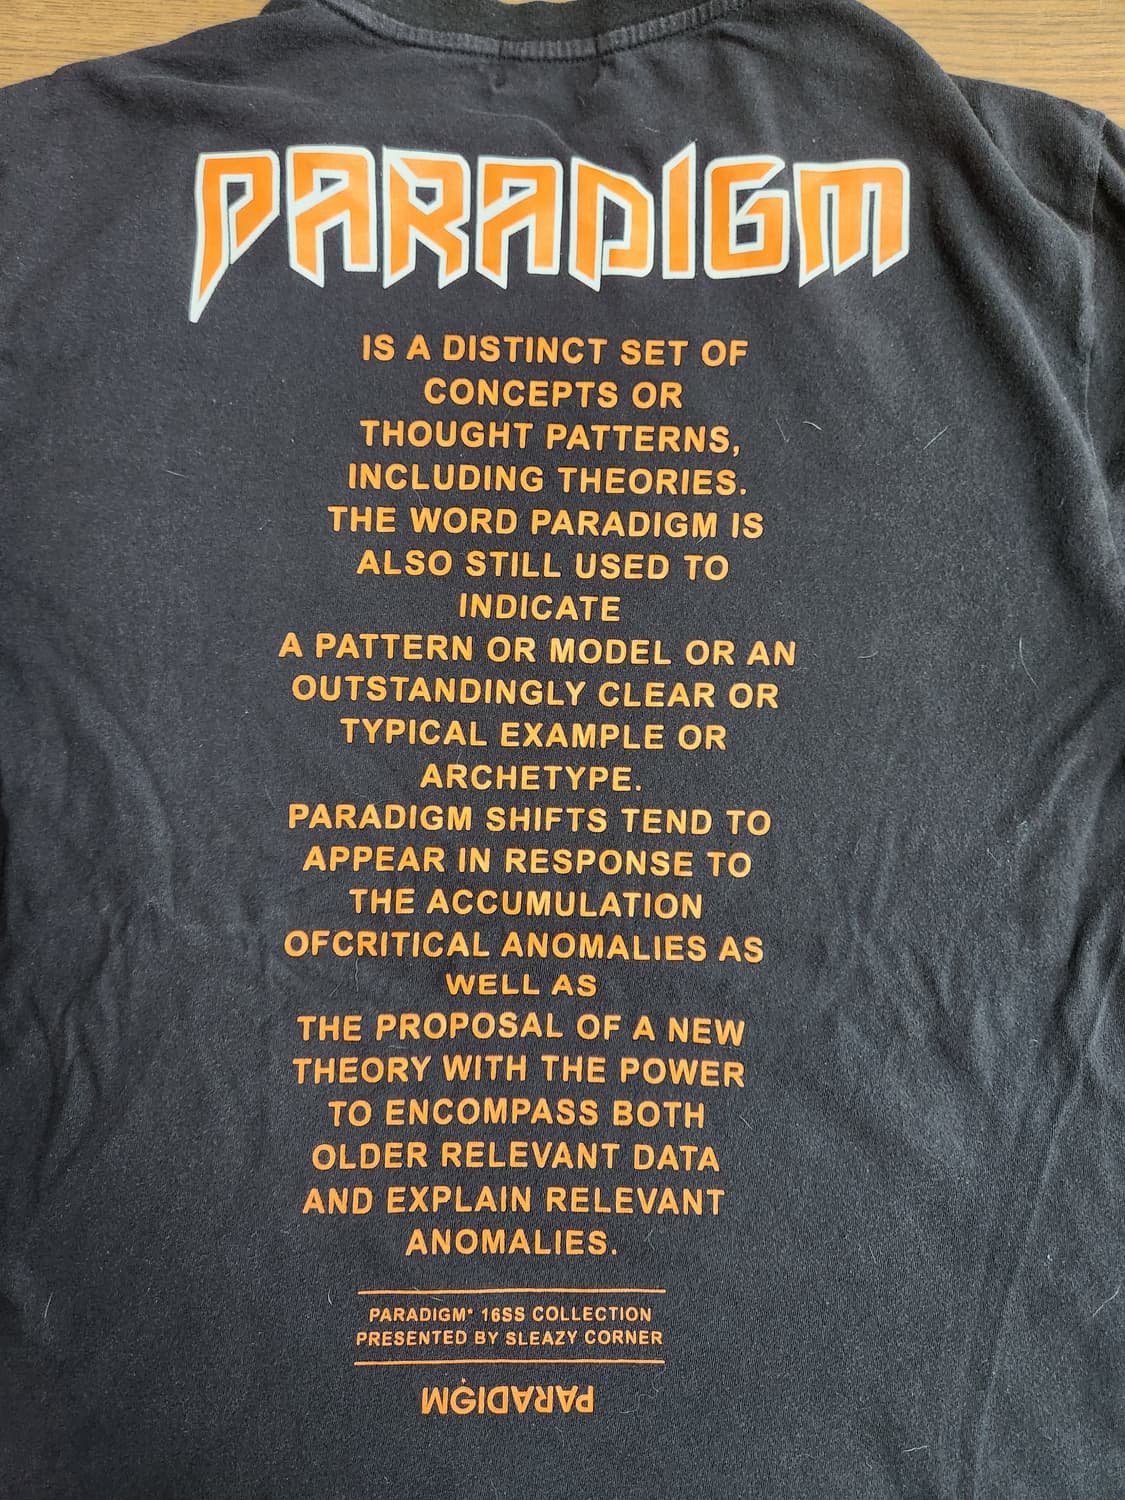 PARADIGM
IS A DISTINCT SET OF
CONCEPTS OR
THOUGHT PATTERNS,
INCLUDING THEORIES.
THE WORD PARADIGM IS
ALSO STILL USED TO
INDICATE
A PATTERN OR MODEL OR AN
OUTSTANDINGLY CLEAR OR
TYPICAL EXAMPLE OR
ARCHETYPE.
PARADIGM SHIFTS TEND TO
APPEAR IN RESPONSE TO
THE ACCUMULATION
OFCRITICAL ANOMALIES AS
WELL AS
THE PROPOSAL OF A NEW
THEORY WITH THE POWER
TO ENCOMPASS BOTH
OLDER RELEVANT DATA
AND EXPLAIN RELEVANT
ANOMALIES.
PARADIGM* 16SS COLLECTION
PRESENTED BY SLEAZY CORNER
PARADIGM